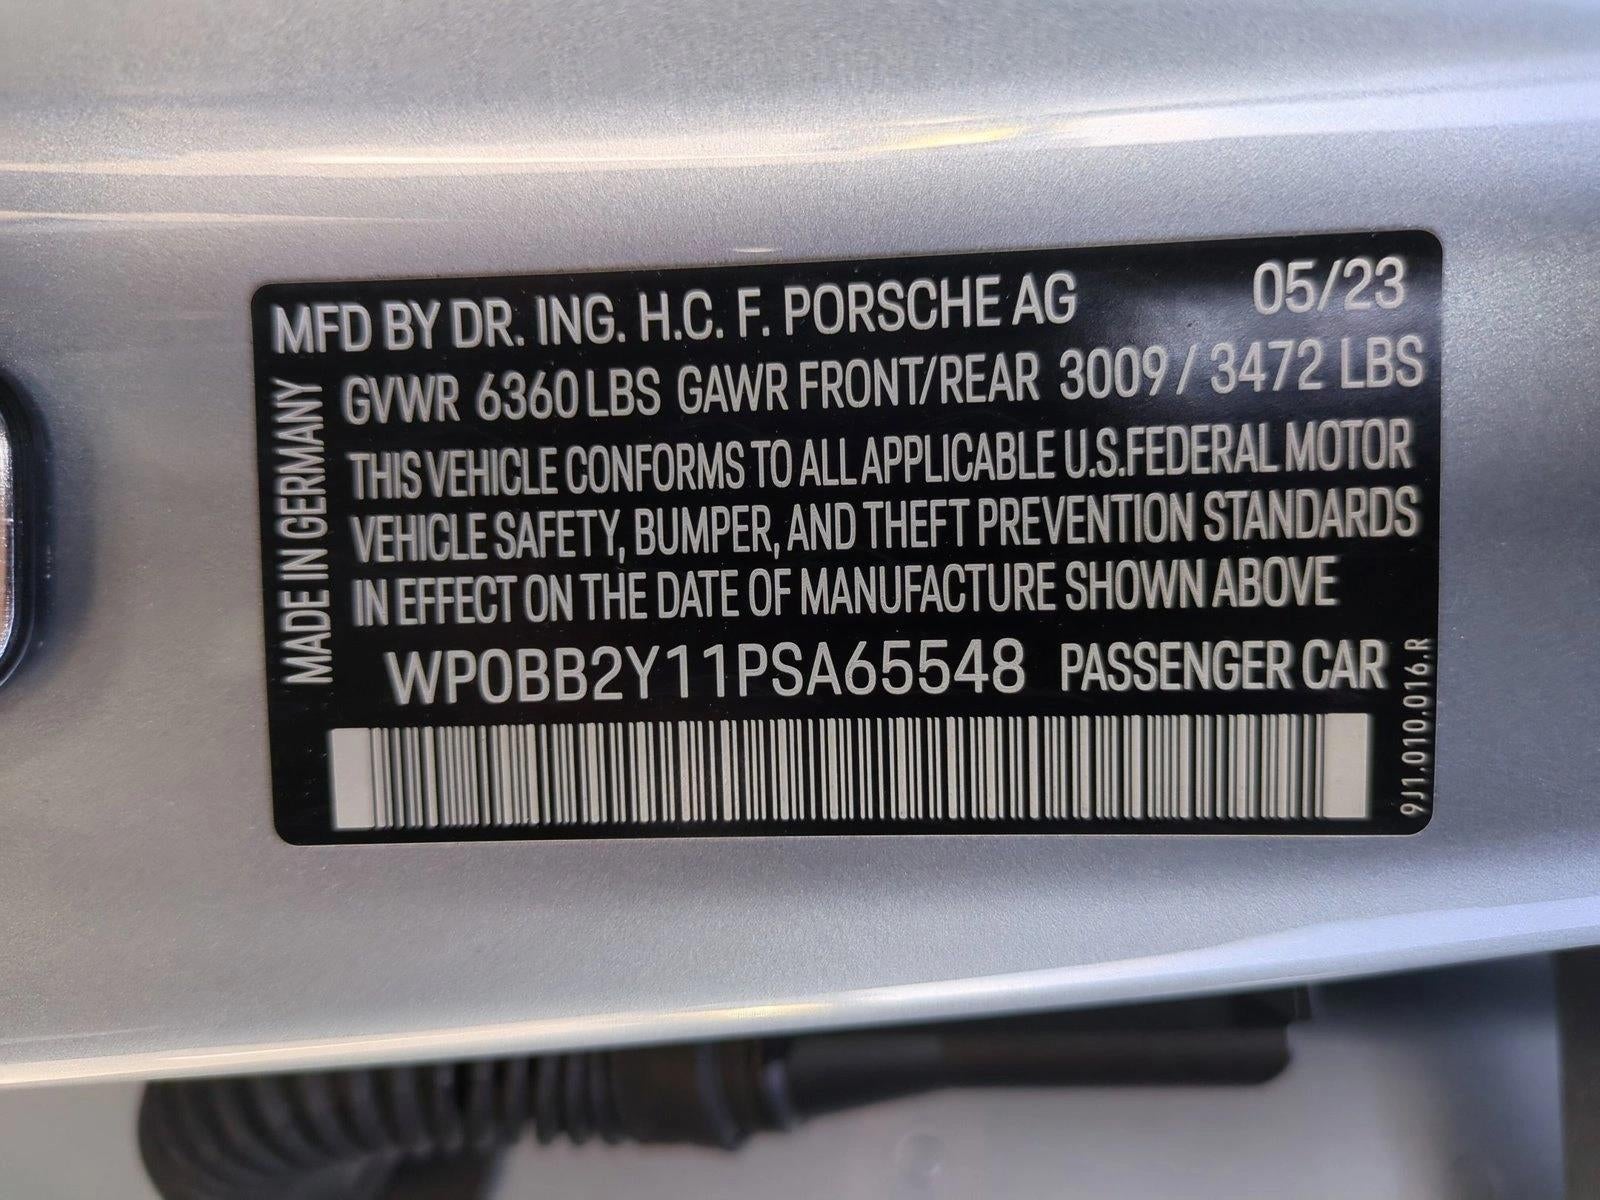 MFD BY DR. ING. H.C. F. PORSCHE AG 05/23
GVWR 6360 LBS GAWR FRONT/REAR 3009 / 3472 LBS
THIS VEHICLE CONFORMS TO ALL APPLICABLE U.S.FEDERAL MOTOR
VEHICLE SAFETY, BUMPER, AND THEFT PREVENTION STANDARDS
IN EFFECT ON THE DATE OF MANUFACTURE SHOWN ABOVE
WP0BB2Y11PSA65548 PASSENGER CAR
MADE IN GERMANY
9J1.010.016.R